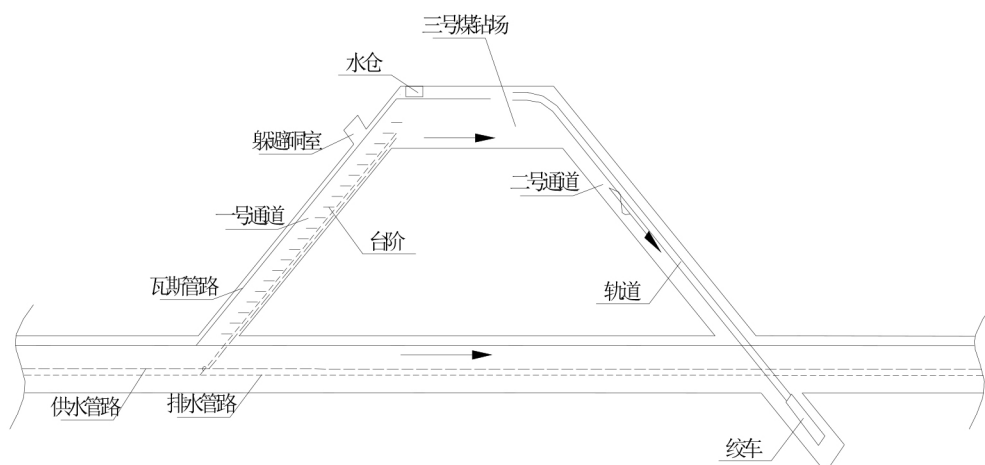 三号煤钻场
水仓
躲避硐室
二号通道
一号通道
台阶
瓦斯管路
轨道
供水管路
排水管路
绞车